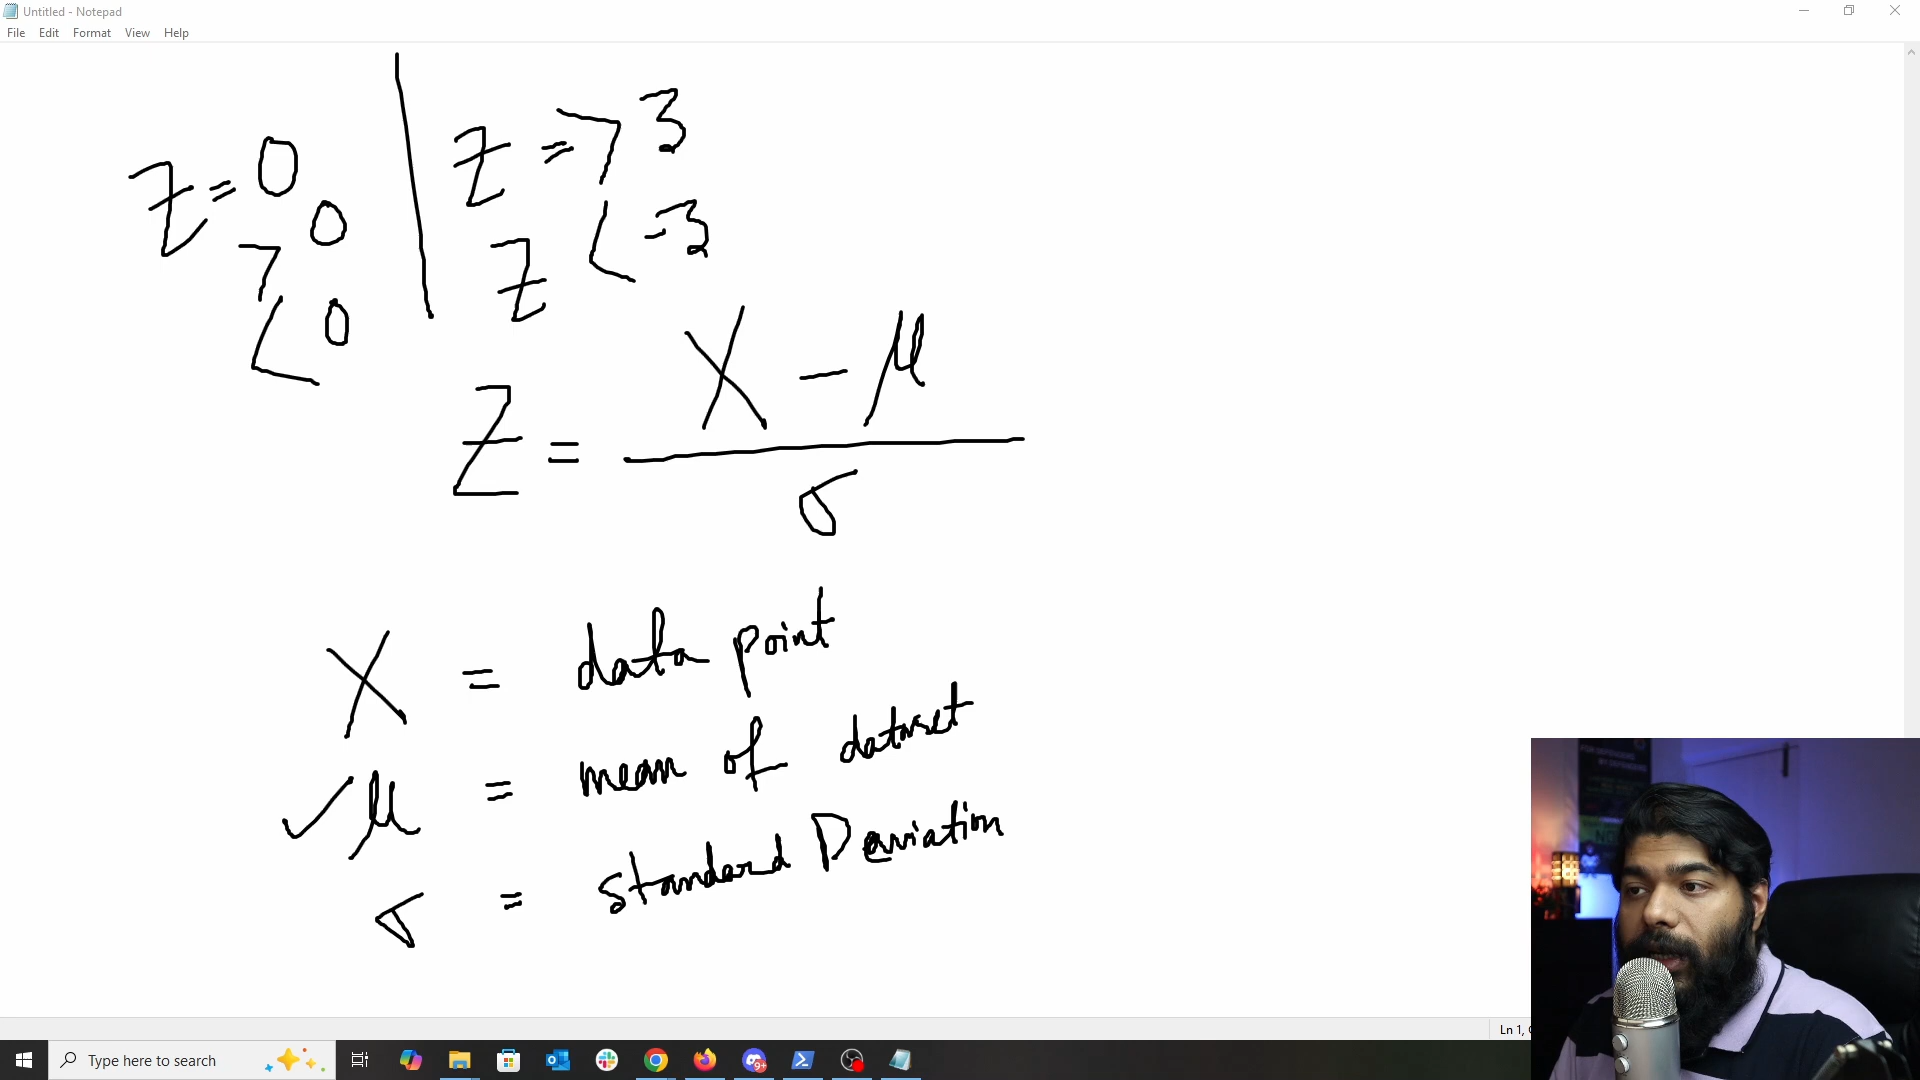 Untitled - Notepad
File Edit Format View Help
Z = 0
> 0
< 0
Z => 3
Z < -3
Z = X - μ
σ
X = data point
✓ μ = mean of dataset
σ = standard Deviation
Ln 1,
Type here to search
9+